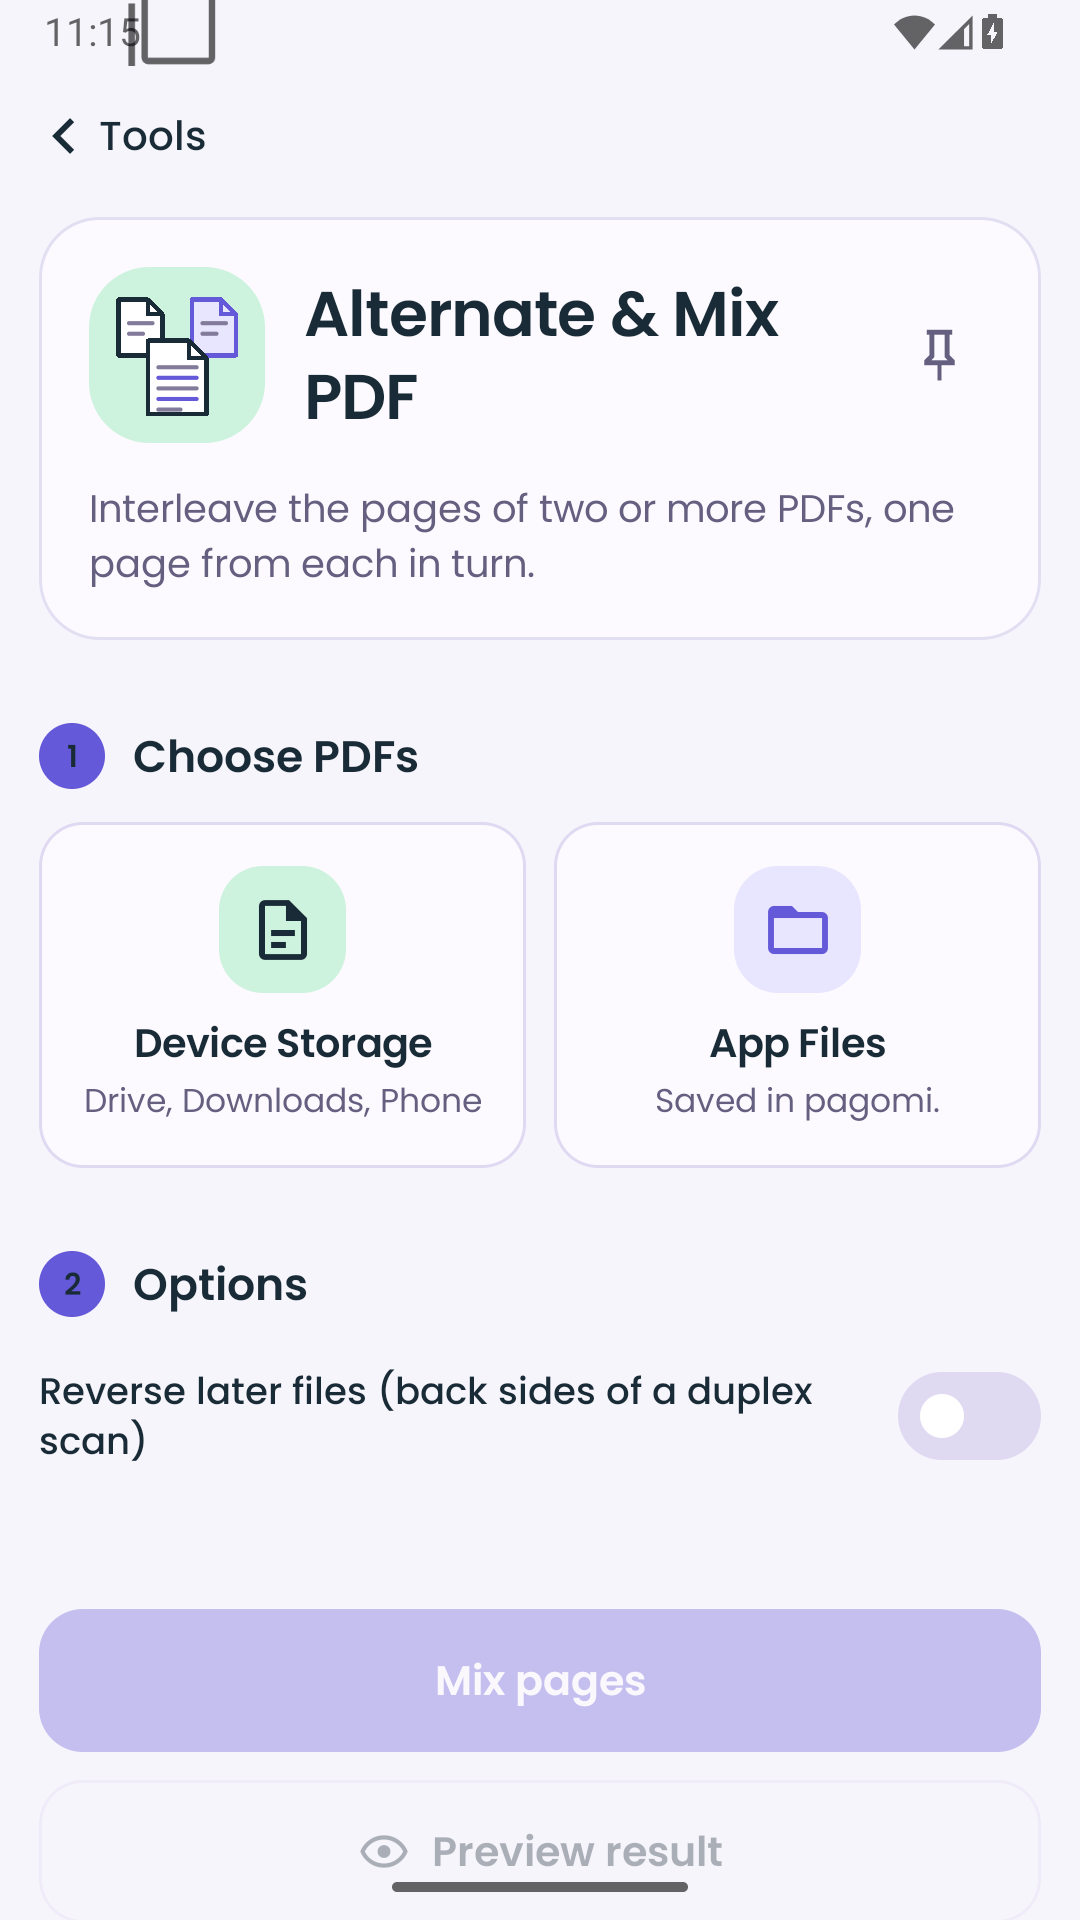 11:15
Tools
Alternate & Mix
PDF
Interleave the pages of two or more PDFs, one
page from each in turn.
1 Choose PDFs
Device Storage
Drive, Downloads, Phone
App Files
Saved in pagomi.
2 Options
Reverse later files (back sides of a duplex
scan)
Mix pages
Preview result